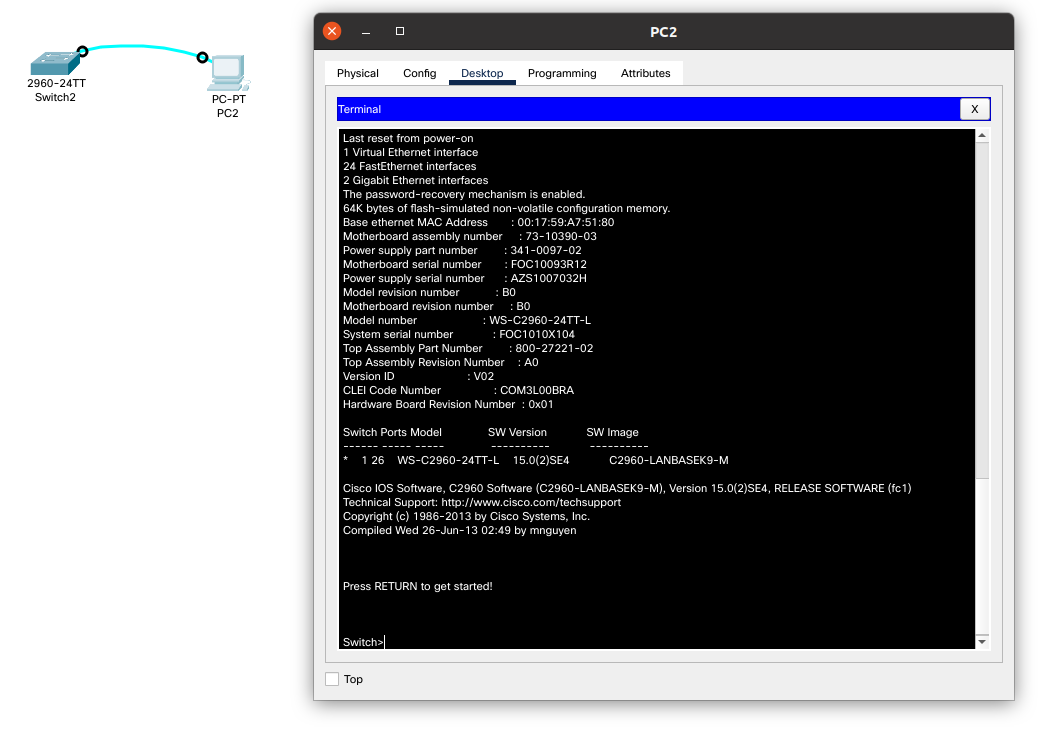 2960-24TT
Switch2
PC-PT
PC2
PC2
Physical Config Desktop Programming Attributes
Terminal X
Last reset from power-on
1 Virtual Ethernet interface
24 FastEthernet interfaces
2 Gigabit Ethernet interfaces
The password-recovery mechanism is enabled.
64K bytes of flash-simulated non-volatile configuration memory.
Base ethernet MAC Address : 00:17:59:A7:51:80
Motherboard assembly number : 73-10390-03
Power supply part number : 341-0097-02
Motherboard serial number : FOC10093R12
Power supply serial number : AZS1007032H
Model revision number : B0
Motherboard revision number : B0
Model number : WS-C2960-24TT-L
System serial number : FOC1010X104
Top Assembly Part Number : 800-27221-02
Top Assembly Revision Number : A0
Version ID : V02
CLEI Code Number : COM3L00BRA
Hardware Board Revision Number : 0x01
Switch Ports Model SW Version SW Image
------ ----- ----- ---------- ----------
* 1 26 WS-C2960-24TT-L 15.0(2)SE4 C2960-LANBASEK9-M
Cisco IOS Software, C2960 Software (C2960-LANBASEK9-M), Version 15.0(2)SE4, RELEASE SOFTWARE (fc1)
Technical Support: http://www.cisco.com/techsupport
Copyright (c) 1986-2013 by Cisco Systems, Inc.
Compiled Wed 26-Jun-13 02:49 by mnguyen
Press RETURN to get started!
Switch>
Top